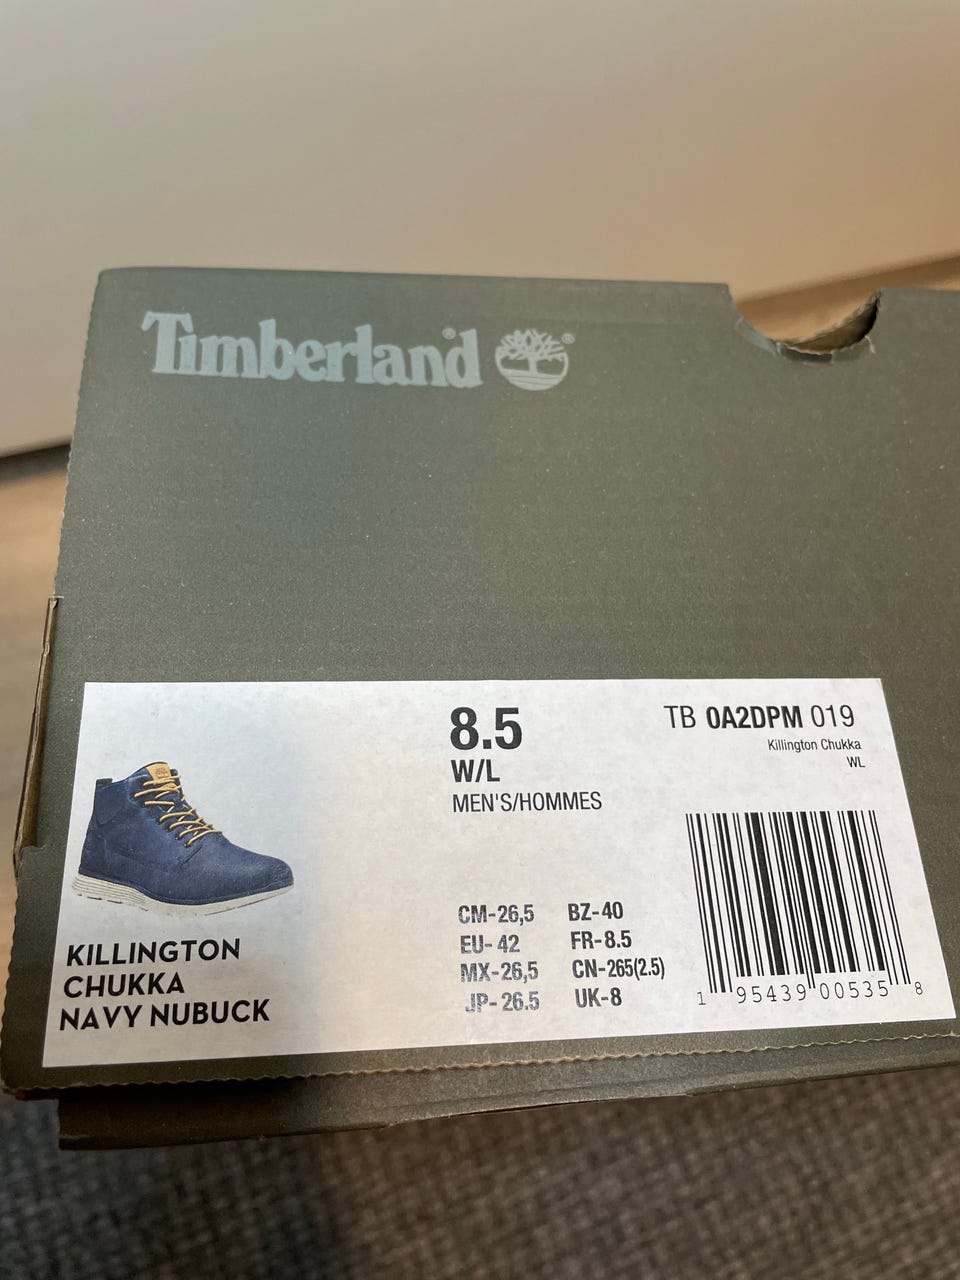 Timberland®
8.5
W/L
MEN'S/HOMMES
TB 0A2DPM 019
Killington Chukka
WL
KILLINGTON
CHUKKA
NAVY NUBUCK
CM-26,5 BZ-40
EU-42 FR-8.5
MX-26,5 CN-265(2.5)
JP-26.5 UK-8
1 95439 00535 8